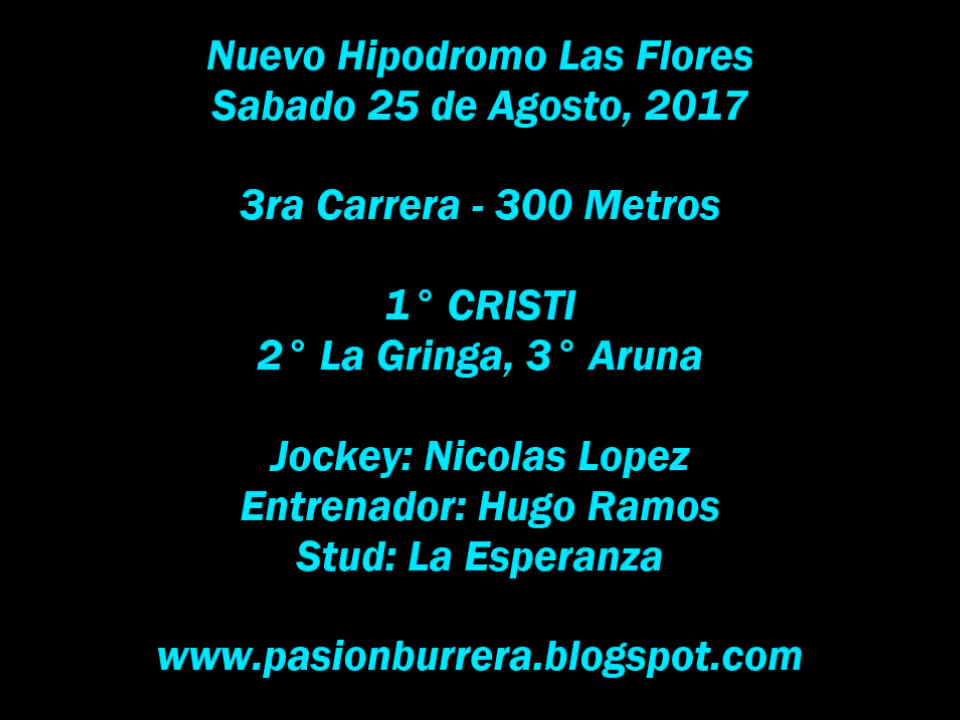 Nuevo Hipodromo Las Flores
Sabado 25 de Agosto, 2017
3ra Carrera - 300 Metros
1° CRISTI
2° La Gringa, 3° Aruna
Jockey: Nicolas Lopez
Entrenador: Hugo Ramos
Stud: La Esperanza
www.pasionburrera.blogspot.com